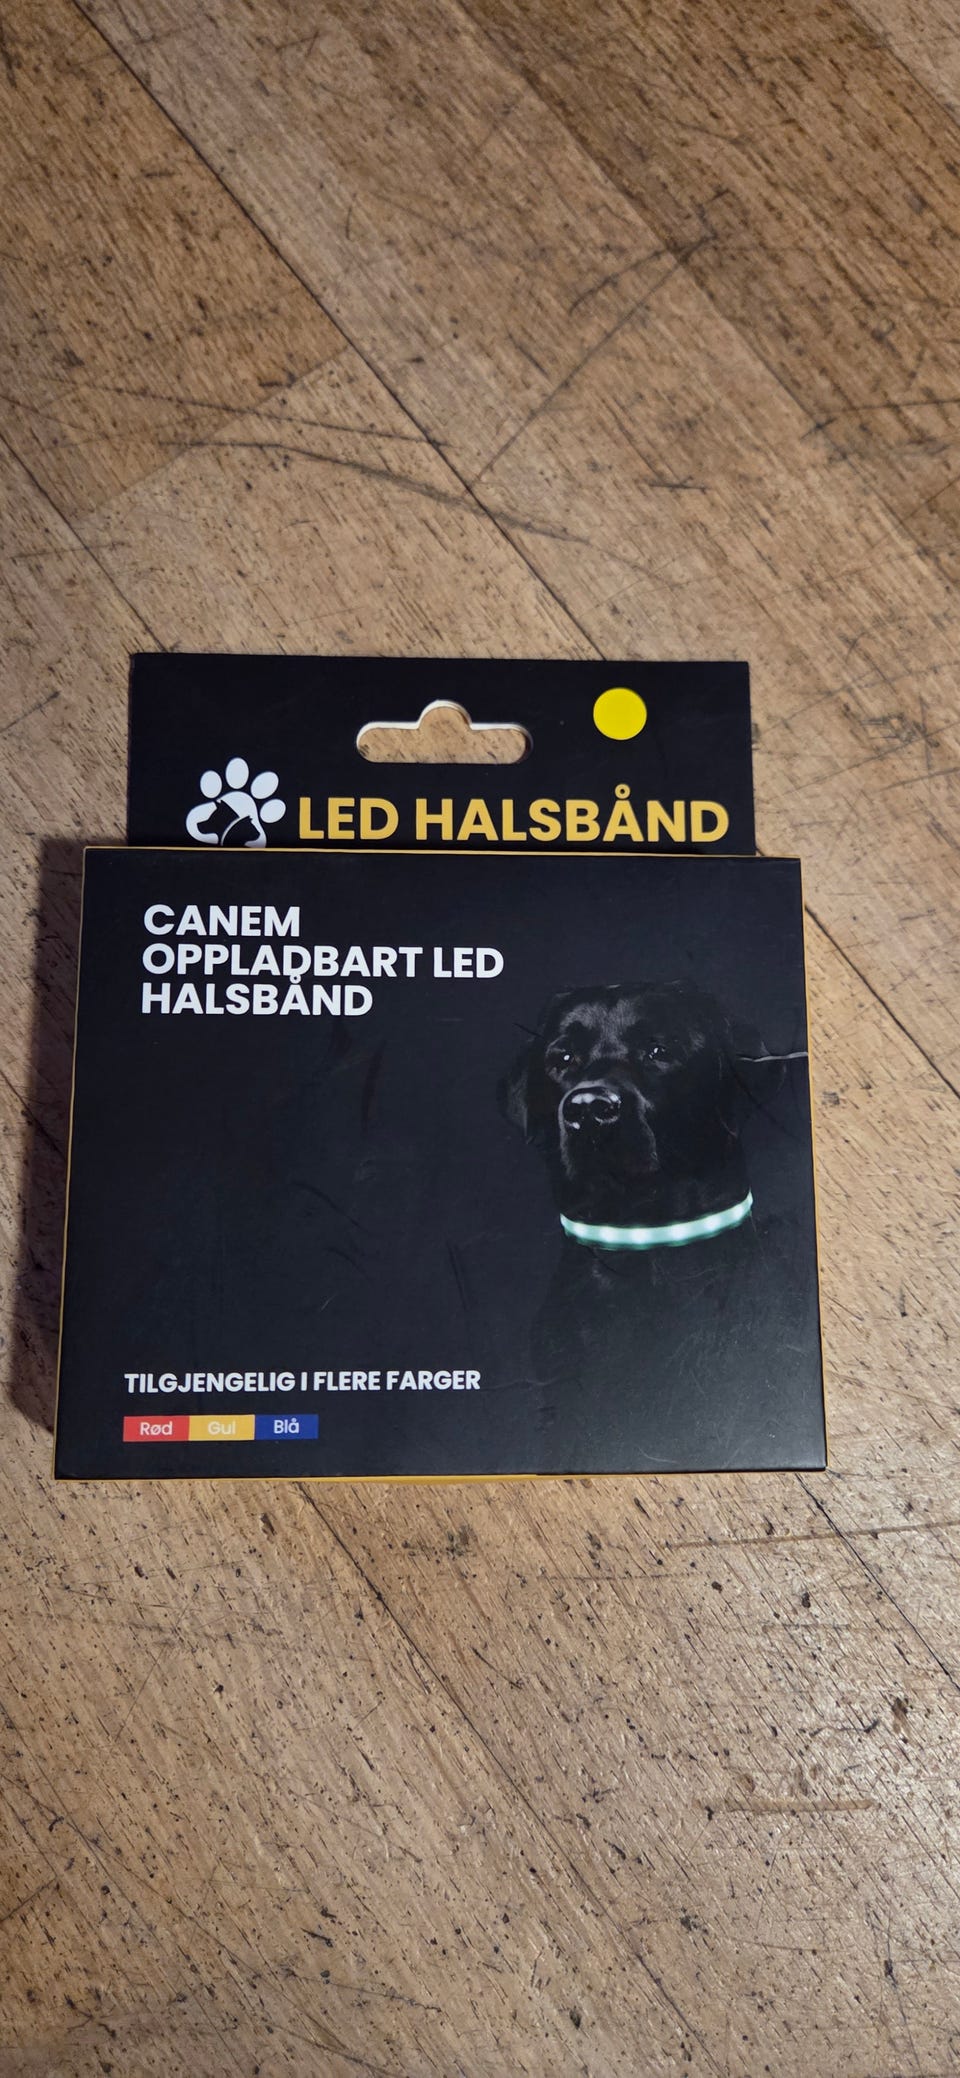 LED HALSBÅND
CANEM
OPPLADBART LED
HALSBÅND
TILGJENGELIG I FLERE FARGER
Rød Gul Blå